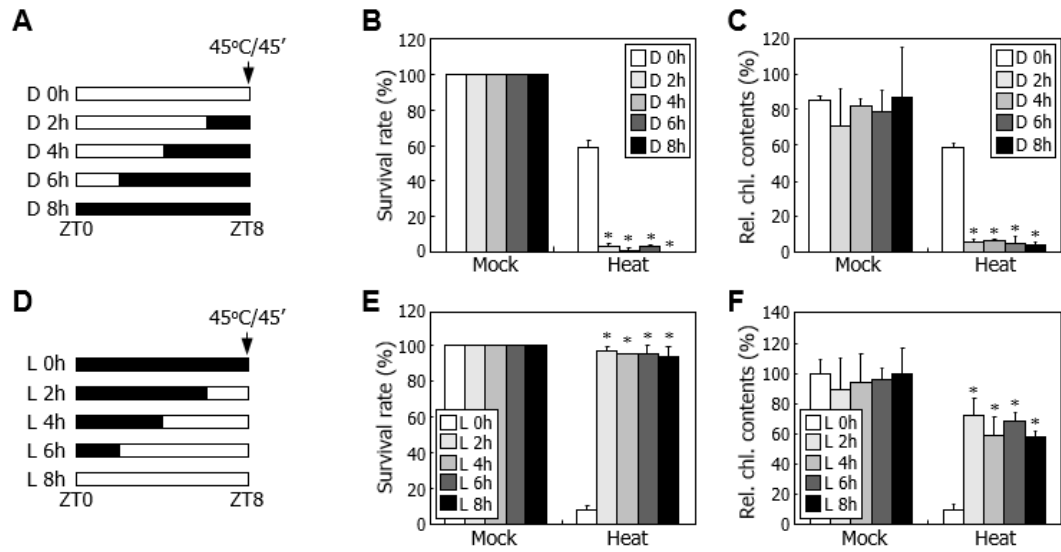 A
45°C/45′
D 0h
D 2h
D 4h
D 6h
D 8h
ZT0 ZT8
B
Survival rate (%)
120
100
80
60
40
20
0
D 0h
D 2h
D 4h
D 6h
D 8h
* * * *
Mock Heat
C
Rel. chl. contents (%)
120
100
80
60
40
20
0
D 0h
D 2h
D 4h
D 6h
D 8h
* * * *
Mock Heat
D
45°C/45′
L 0h
L 2h
L 4h
L 6h
L 8h
ZT0 ZT8
E
Survival rate (%)
120
100
80
60
40
20
0
* * * *
L 0h
L 2h
L 4h
L 6h
L 8h
Mock Heat
F
Rel. chl. contents (%)
140
120
100
80
60
40
20
0
* * * *
L 0h
L 2h
L 4h
L 6h
L 8h
Mock Heat